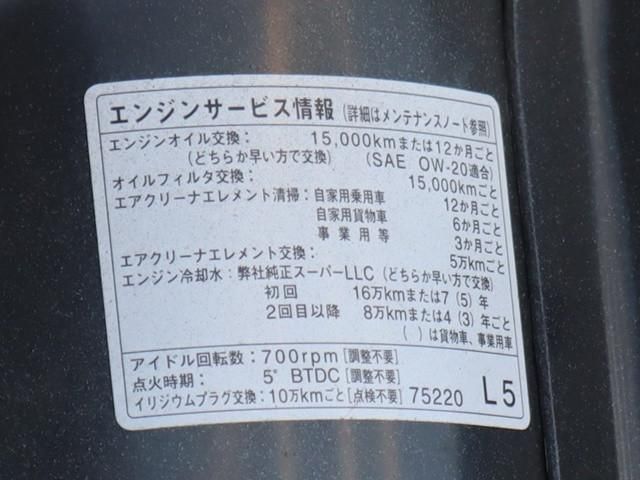 エンジンサービス情報 (詳細はメンテナンスノート参照)
エンジンオイル交換: 15,000kmまたは12か月ごと
(どちらか早い方で交換) (SAE 0W-20適合)
オイルフィルタ交換: 15,000kmごと
エアクリーナエレメント清掃:自家用乗用車 12か月ごと
自家用貨物車 6か月ごと
事業用等 3か月ごと
エアクリーナエレメント交換: 5万kmごと
エンジン冷却水:弊社純正スーパーLLC (どちらか早い方で交換)
初回 16万kmまたは7 (5) 年
2回目以降 8万kmまたは4 (3) 年ごと
( )は貨物車、事業用車
アイドル回転数:700rpm [調整不要]
点火時期: 5° BTDC [調整不要]
イリジウムプラグ交換:10万kmごと [点検不要] 75220 L5